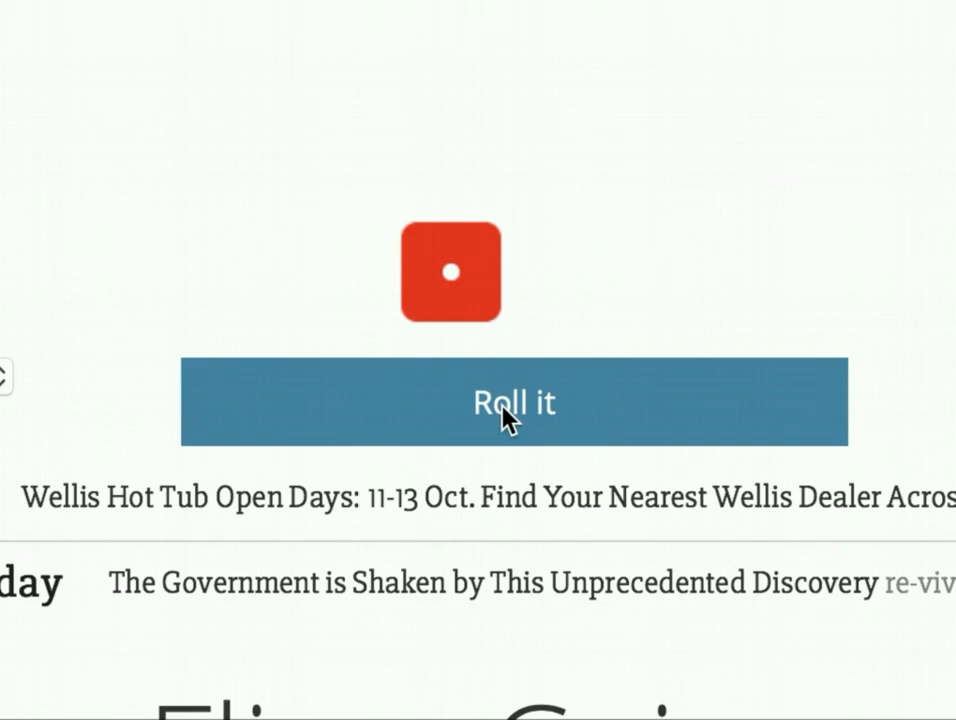 Roll it
Wellis Hot Tub Open Days: 11-13 Oct. Find Your Nearest Wellis Dealer Acros
day
The Government is Shaken by This Unprecedented Discovery re-viv